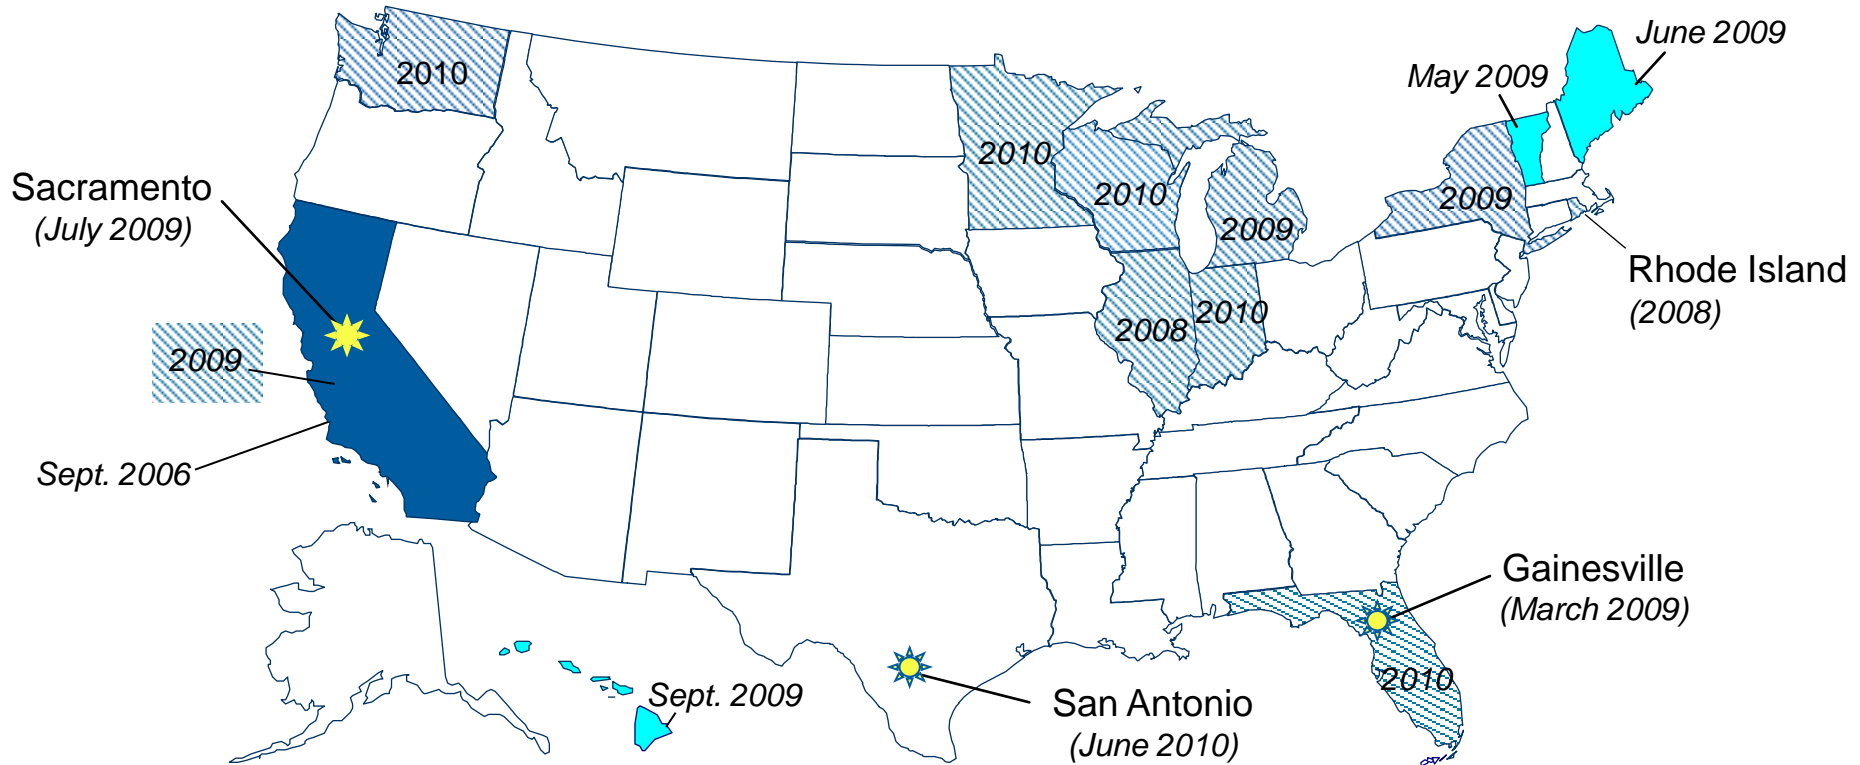 June 2009
May 2009
2010
2010
2010
2009
2009
Sacramento
(July 2009)
Rhode Island
(2008)
2010
2008
2009
Sept. 2006
Gainesville
(March 2009)
2010
Sept. 2009
San Antonio
(June 2010)